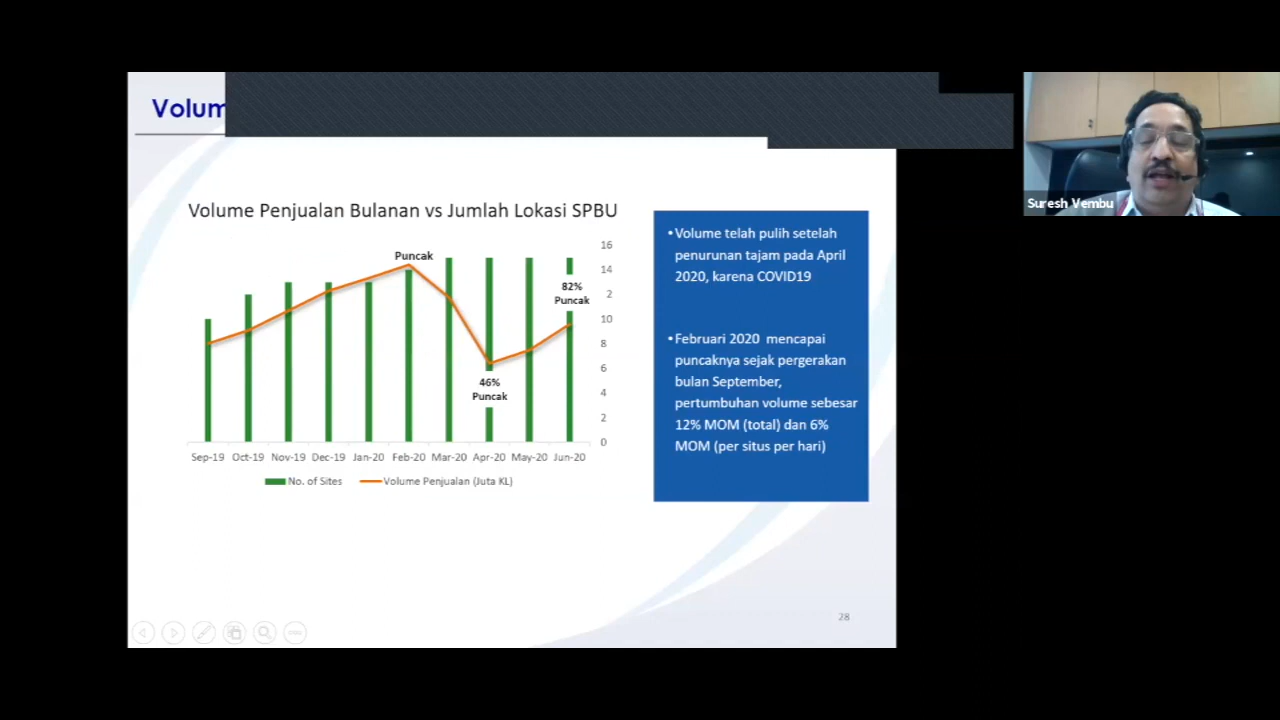 Volum
Volume Penjualan Bulanan vs Jumlah Lokasi SPBU
Puncak
82%
Puncak
46%
Puncak
16
14
2
10
8
6
4
2
0
Sep-19 Oct-19 Nov-19 Dec-19 Jan-20 Feb-20 Mar-20 Apr-20 May-20 Jun-20
No. of Sites Volume Penjualan (Juta KL)
•Volume telah pulih setelah
penurunan tajam pada April
2020, karena COVID19
•Februari 2020 mencapai
puncaknya sejak pergerakan
bulan September,
pertumbuhan volume sebesar
12% MOM (total) dan 6%
MOM (per situs per hari)
28
Suresh Vembu